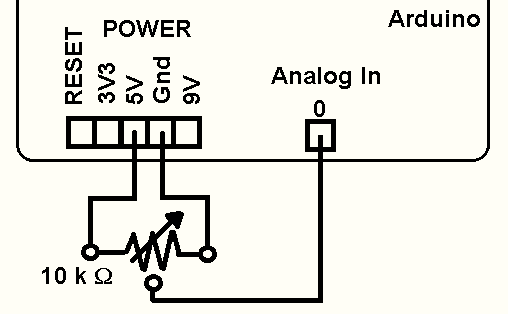 Arduino
POWER
RESET
3V3
5V
Gnd
9V
Analog In
0
10 k Ω